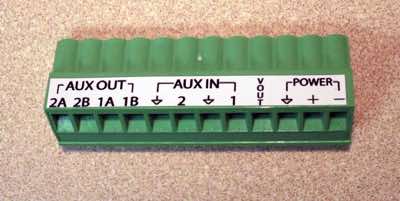 AUX OUT AUX IN VOUT POWER
2A 2B 1A 1B ⏚ 2 ⏚ 1 ⏚ + −